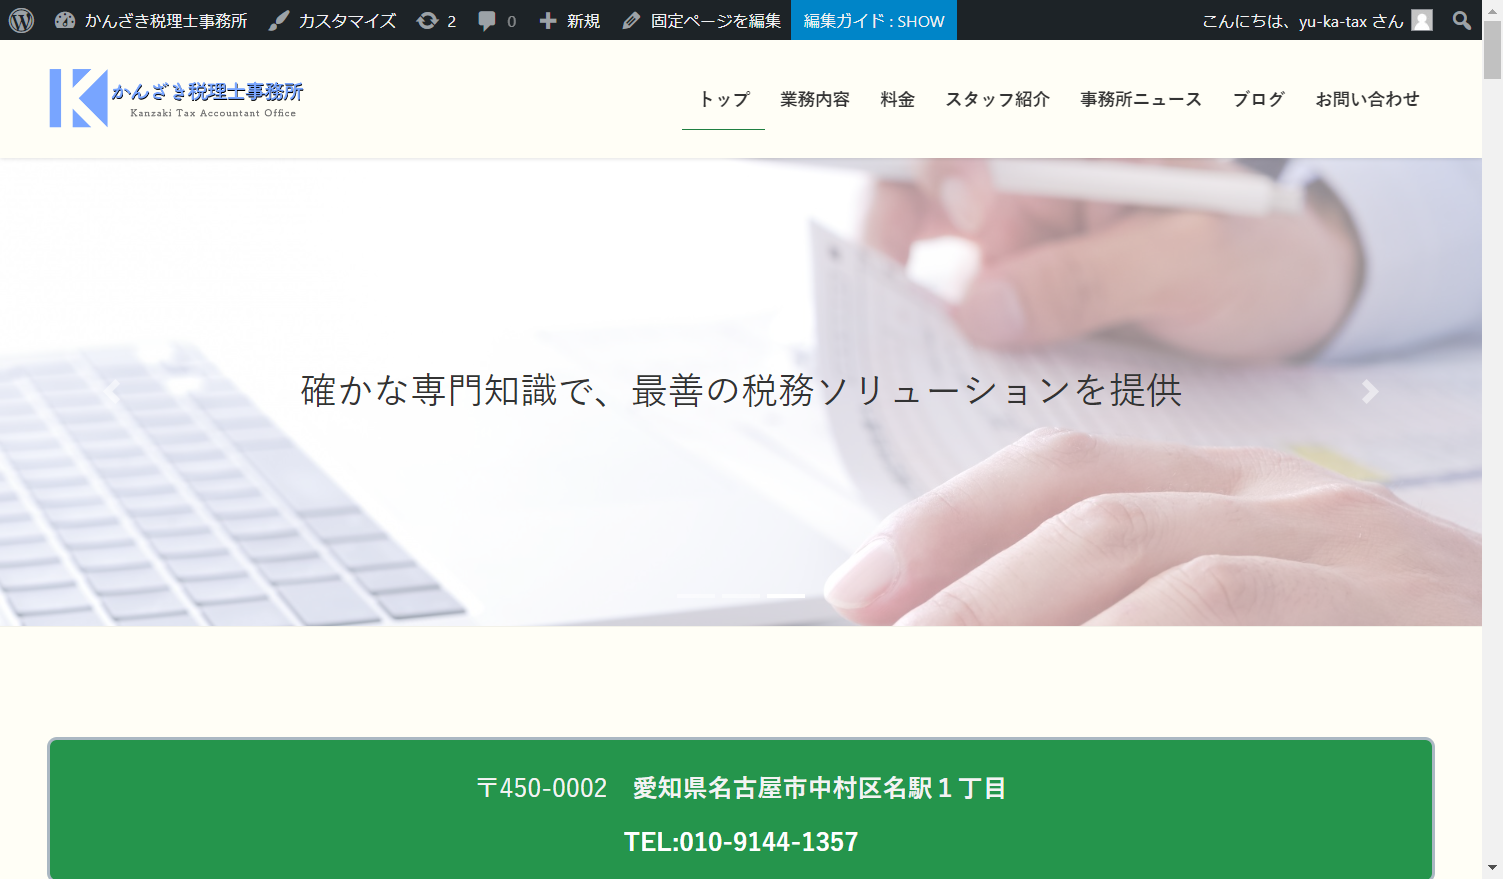 かんざき税理士事務所 カスタマイズ 2 0 新規 固定ページを編集 編集ガイド : SHOW こんにちは、yu-ka-tax さん
かんざき税理士事務所
Kanzaki Tax Accountant Office
トップ 業務内容 料金 スタッフ紹介 事務所ニュース ブログ お問い合わせ
確かな専門知識で、最善の税務ソリューションを提供
〒450-0002　愛知県名古屋市中村区名駅１丁目
TEL:010-9144-1357